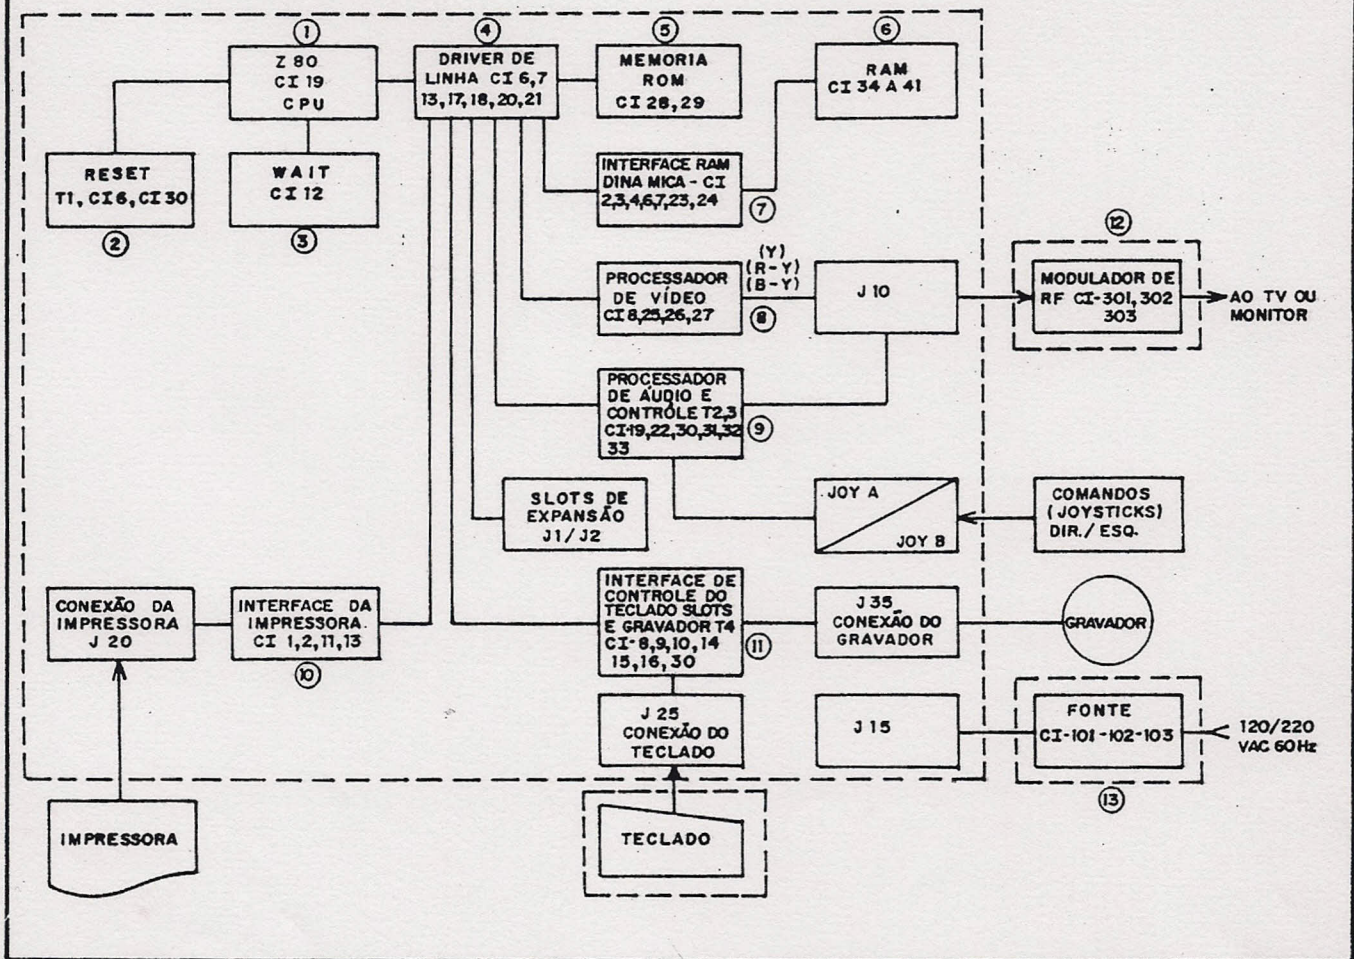 1
Z 80
CI 19
CPU
4
DRIVER DE
LINHA CI 6,7
13,17,18,20,21
5
MEMORIA
ROM
CI 28,29
6
RAM
CI 34 A 41
RESET
T1, CI6, CI 30
2
WAIT
CI 12
3
INTERFACE RAM
DINA MICA - CI
2,3,4,6,7,23,24
7
PROCESSADOR
DE VÍDEO
CI 8,25,26,27
8
(Y)
(R-Y)
(B-Y)
J 10
12
MODULADOR DE
RF CI-301,302
303
AO TV OU
MONITOR
PROCESSADOR
DE ÁUDIO E
CONTRÔLE T2,3
CI-19,22,30,31,32
33
9
SLOTS DE
EXPANSÃO
J1/J2
JOY A
JOY B
COMANDOS
(JOYSTICKS)
DIR./ ESQ.
CONEXÃO DA
IMPRESSORA
J 20
INTERFACE DA
IMPRESSORA.
CI 1,2,11,13
10
INTERFACE DE
CONTROLE DO
TECLADO SLOTS
E GRAVADOR T4
CI-8,9,10,14
15,16,30
11
J 35
CONEXÃO DO
GRAVADOR
GRAVADOR
J 25
CONEXÃO DO
TECLADO
J 15
FONTE
CI-101-102-103
13
120/220
VAC 60Hz
IMPRESSORA
TECLADO